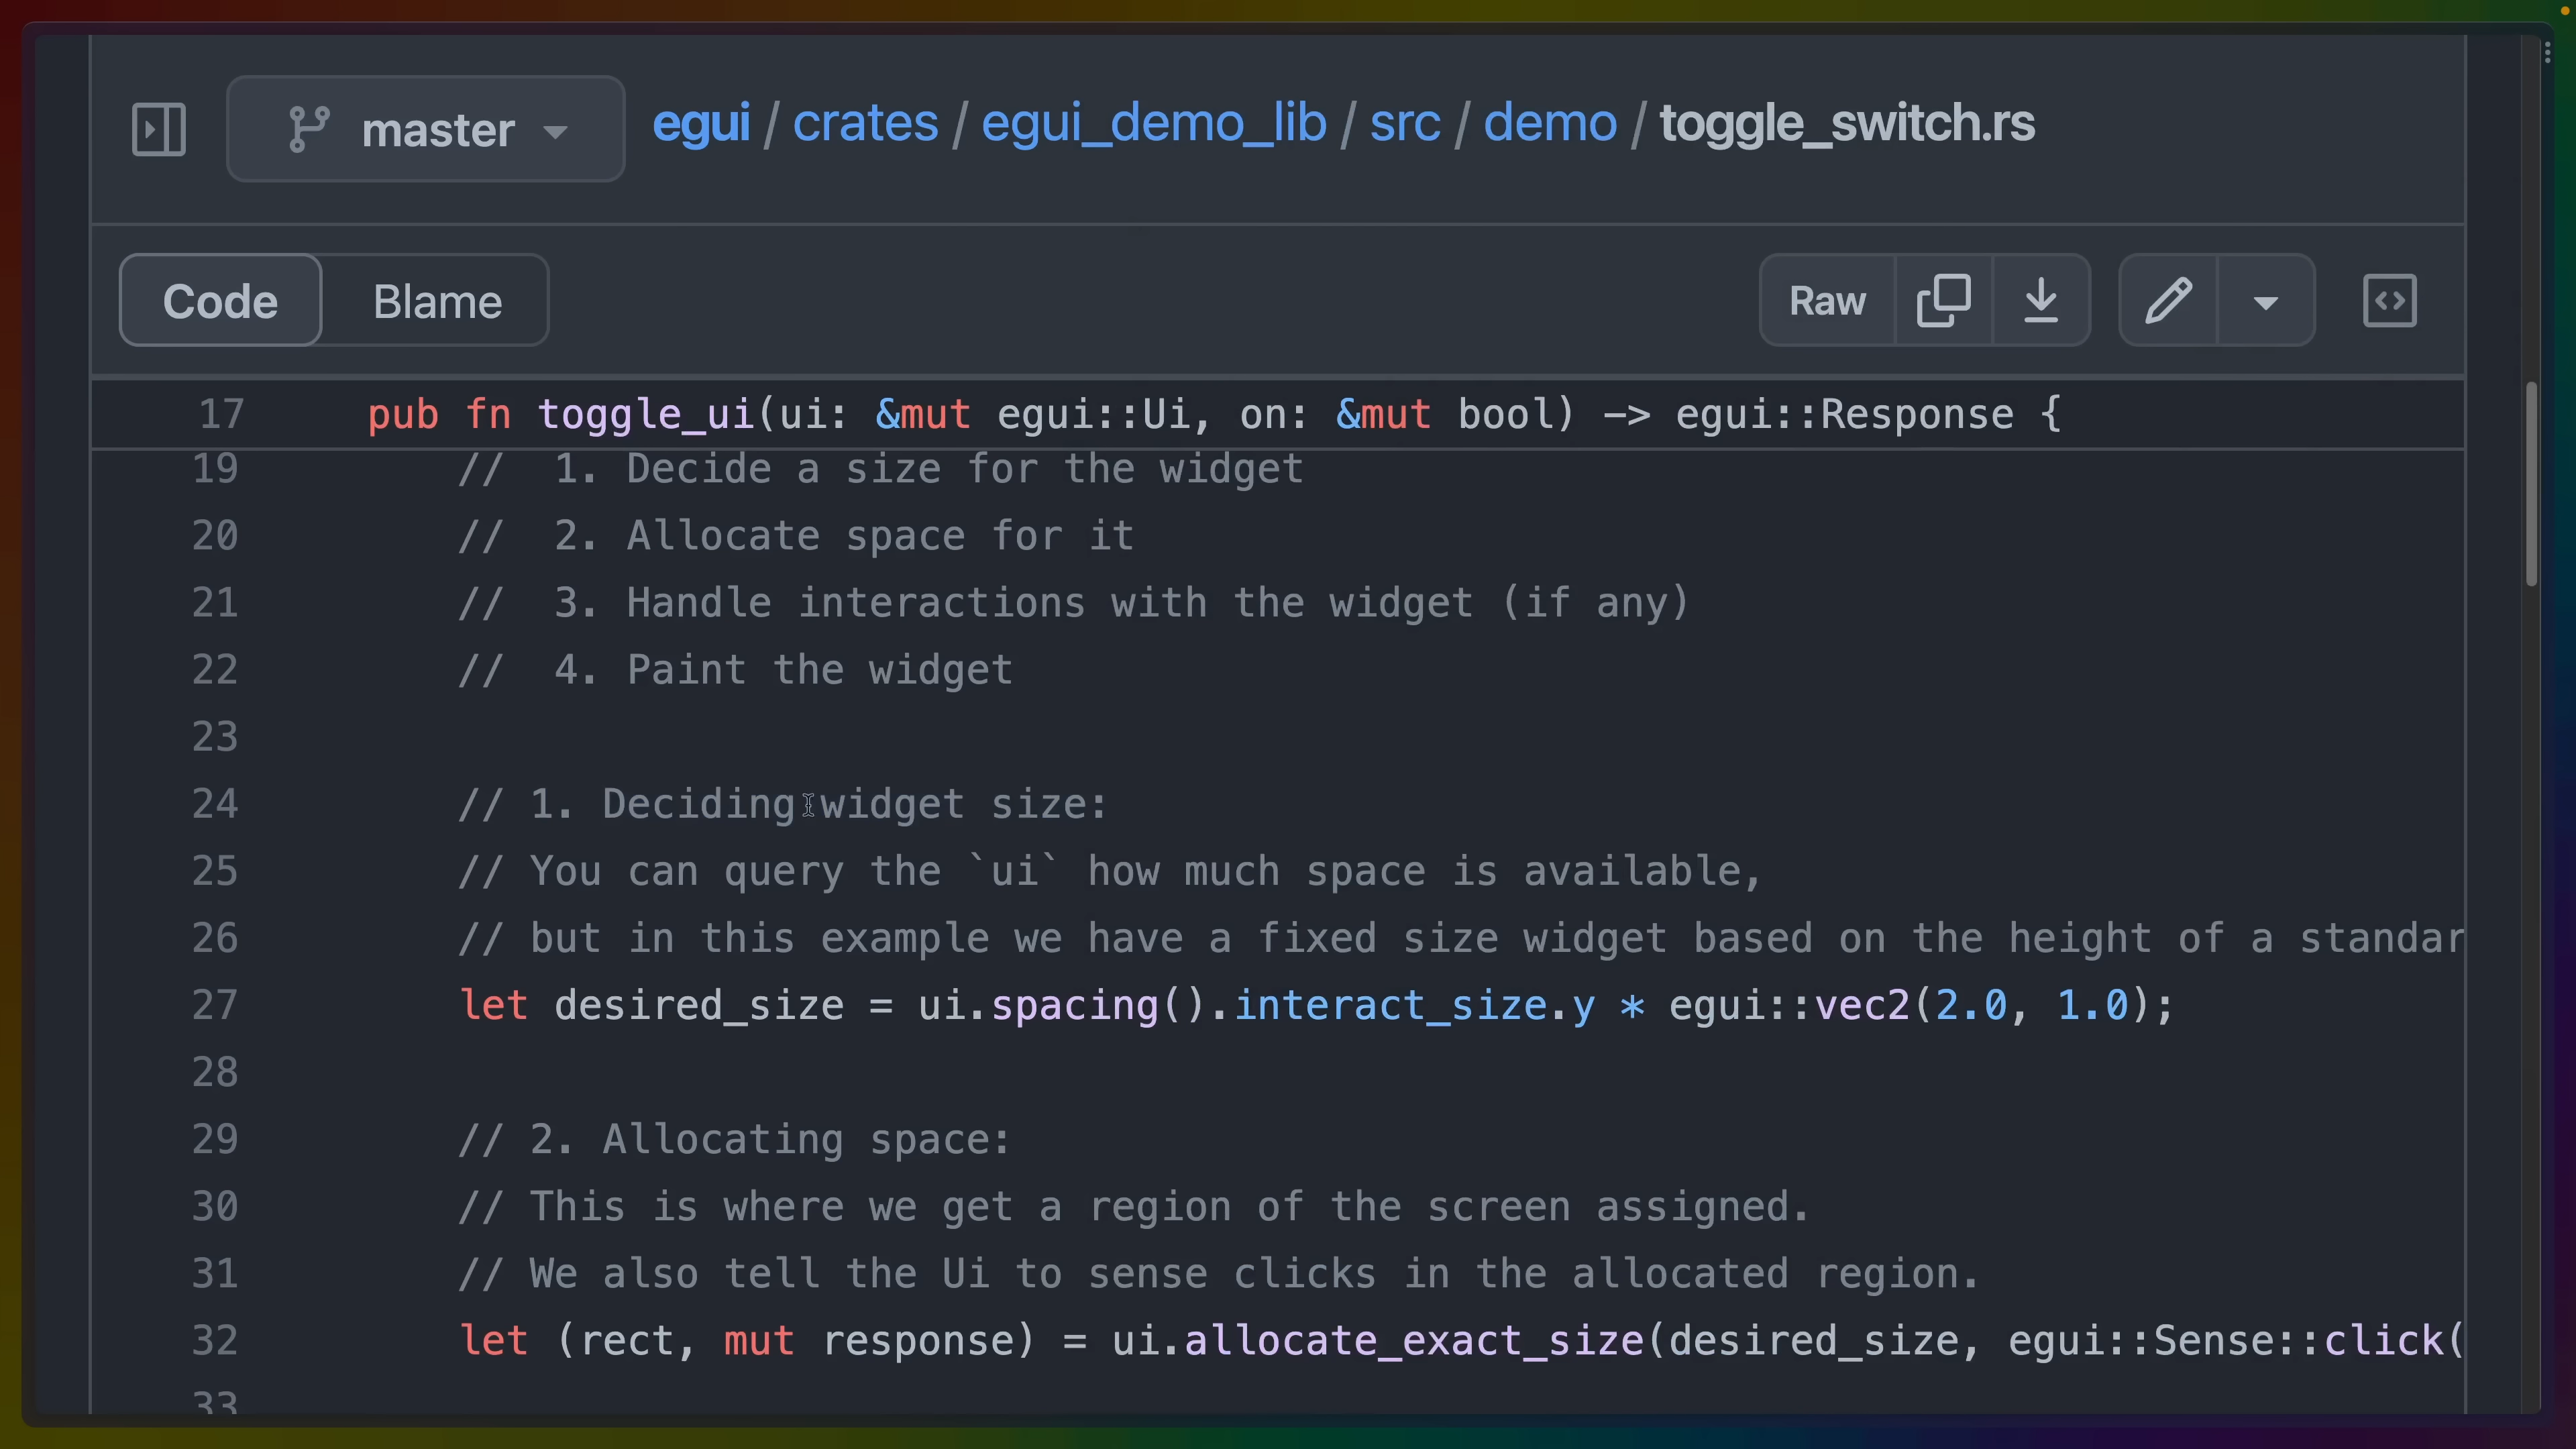 master
egui / crates / egui_demo_lib / src / demo / toggle_switch.rs
Code
Blame
Raw
17 pub fn toggle_ui(ui: &mut egui::Ui, on: &mut bool) -> egui::Response {
19 //  1. Decide a size for the widget
20 //  2. Allocate space for it
21 //  3. Handle interactions with the widget (if any)
22 //  4. Paint the widget
23
24 // 1. Deciding widget size:
25 // You can query the `ui` how much space is available,
26 // but in this example we have a fixed size widget based on the height of a standar
27 let desired_size = ui.spacing().interact_size.y * egui::vec2(2.0, 1.0);
28
29 // 2. Allocating space:
30 // This is where we get a region of the screen assigned.
31 // We also tell the Ui to sense clicks in the allocated region.
32 let (rect, mut response) = ui.allocate_exact_size(desired_size, egui::Sense::click(
33